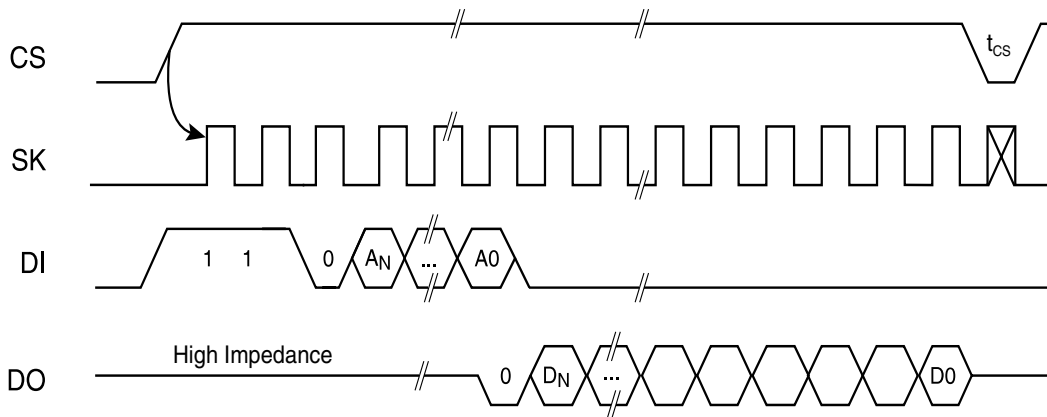 CS
t_CS
SK
DI
1 1 0 A_N ... A0
High Impedance
DO
0 D_N ... D0